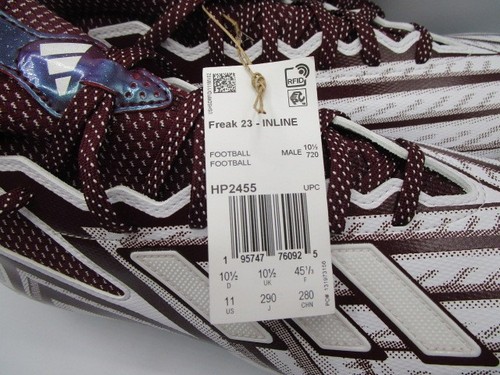 RFID
Freak 23 - INLINE
FOOTBALL MALE 10½
FOOTBALL 720
HP2455 UPC
1 95747 76092 5
10½ 10½ 45⅓
D UK F
11 290 280
US J CHN